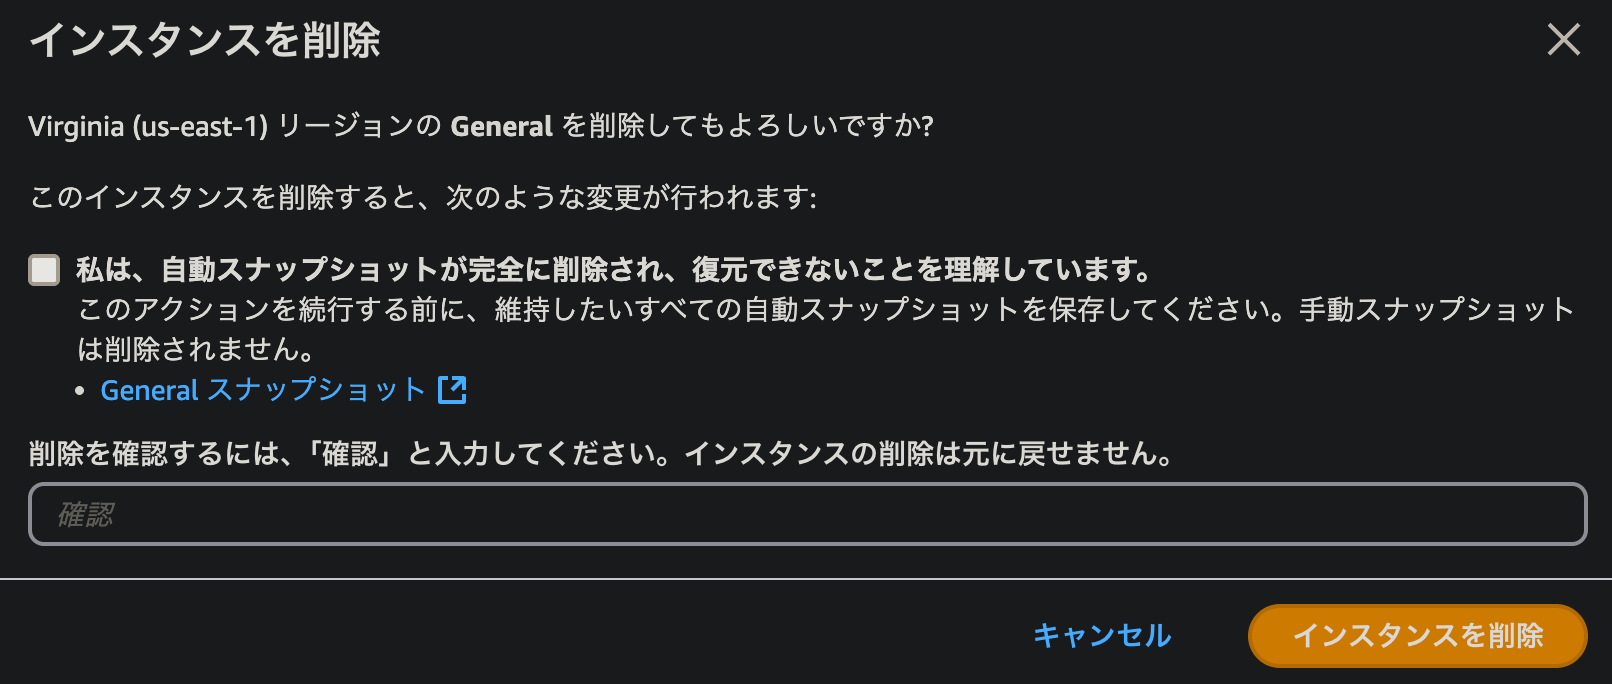 インスタンスを削除
Virginia (us-east-1) リージョンの General を削除してもよろしいですか?
このインスタンスを削除すると、次のような変更が行われます:
私は、自動スナップショットが完全に削除され、復元できないことを理解しています。
このアクションを続行する前に、維持したいすべての自動スナップショットを保存してください。手動スナップショット
は削除されません。
• General スナップショット
削除を確認するには、「確認」と入力してください。インスタンスの削除は元に戻せません。
確認
キャンセル
インスタンスを削除